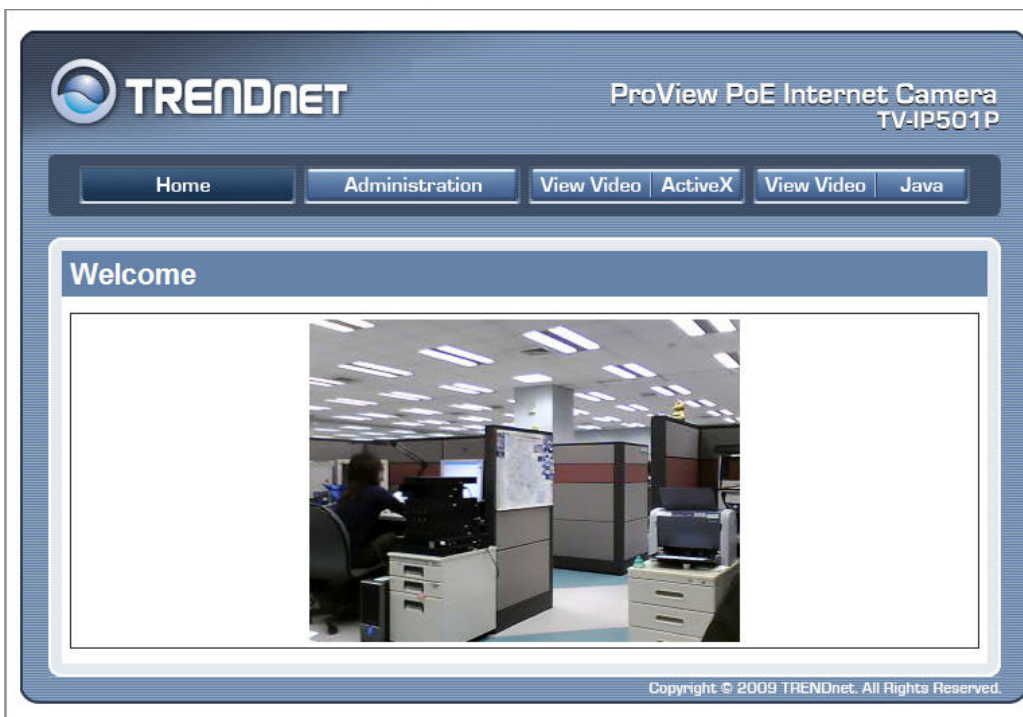 TRENDNET
ProView PoE Internet Camera
TV-IP501P
Home
Administration
View Video
ActiveX
View Video
Java
Welcome
Copyright © 2009 TRENDnet. All Rights Reserved.